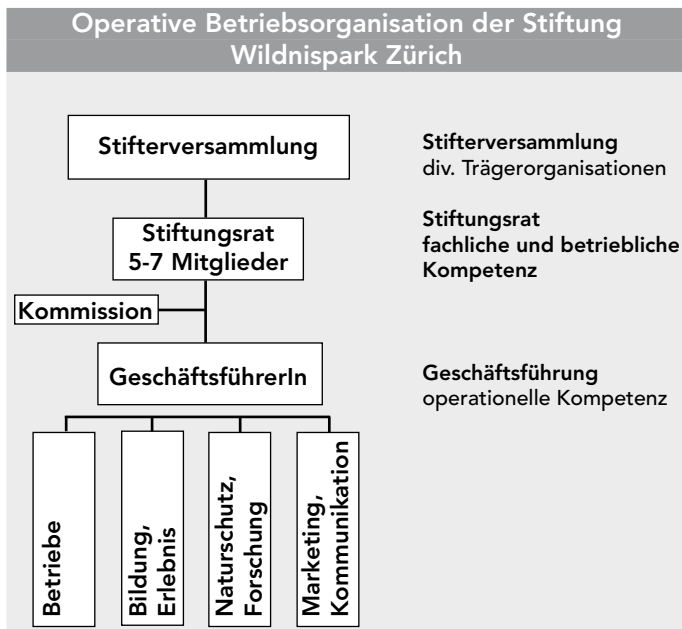 Operative Betriebsorganisation der Stiftung
Wildnispark Zürich
Stifterversammlung
Stifterversammlung
div. Trägerorganisationen
Stiftungsrat
5-7 Mitglieder
Stiftungsrat
fachliche und betriebliche
Kompetenz
Kommission
GeschäftsführerIn
Geschäftsführung
operationelle Kompetenz
Betriebe
Bildung,
Erlebnis
Naturschutz,
Forschung
Marketing,
Kommunikation